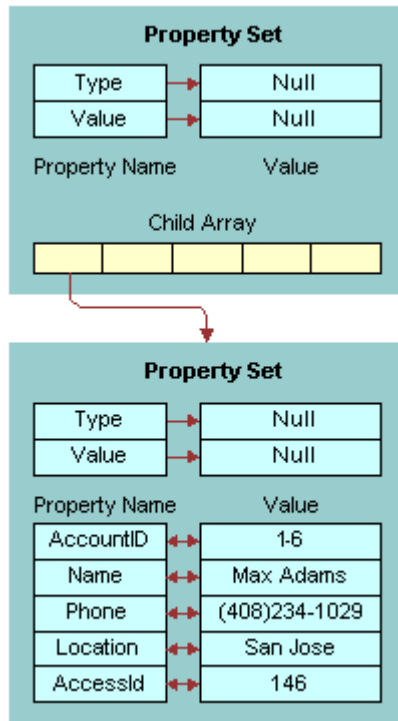 Property Set
Type Null
Value Null
Property Name Value
Child Array
Property Set
Type Null
Value Null
Property Name Value
AccountID 1-6
Name Max Adams
Phone (408)234-1029
Location San Jose
AccessId 146